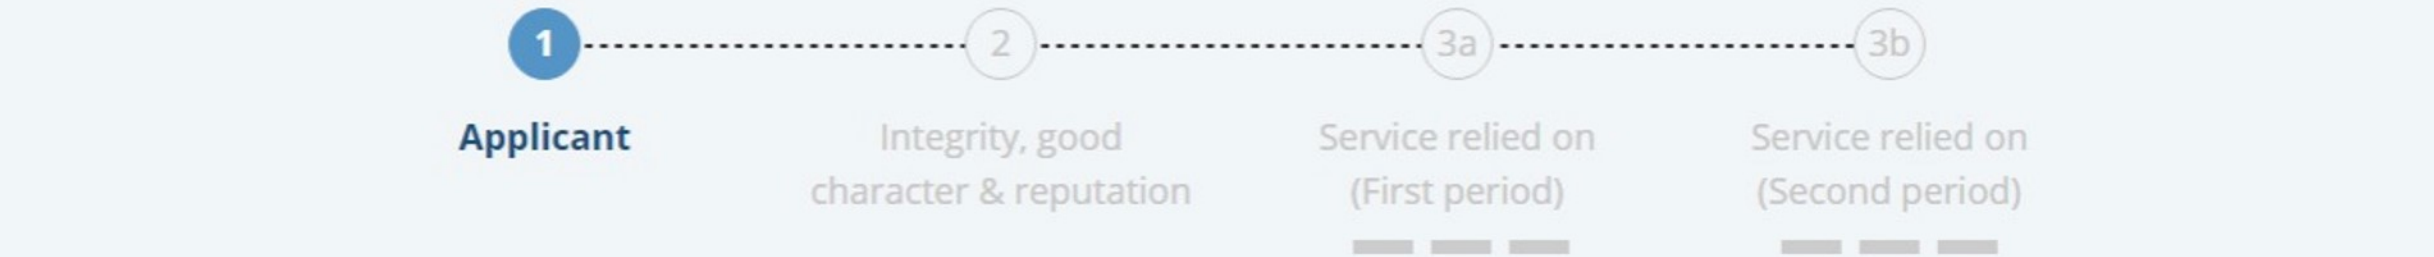 1
2
3a
3b
Applicant
Integrity, good
character & reputation
Service relied on
(First period)
Service relied on
(Second period)